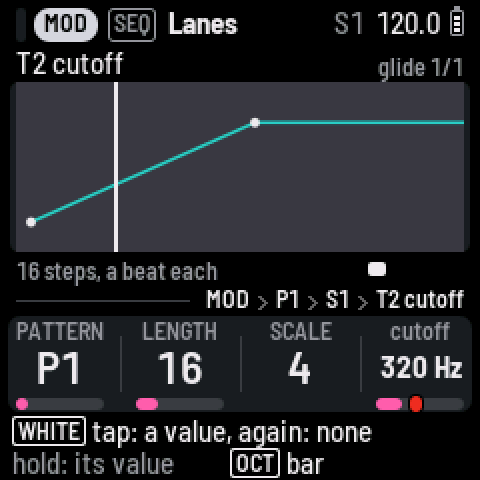 MOD SEQ Lanes S1 120.0
T2 cutoff glide 1/1
16 steps, a beat each
MOD > P1 > S1 > T2 cutoff
PATTERN LENGTH SCALE cutoff
P1 16 4 320 Hz
WHITE tap: a value, again: none
hold: its value OCT bar